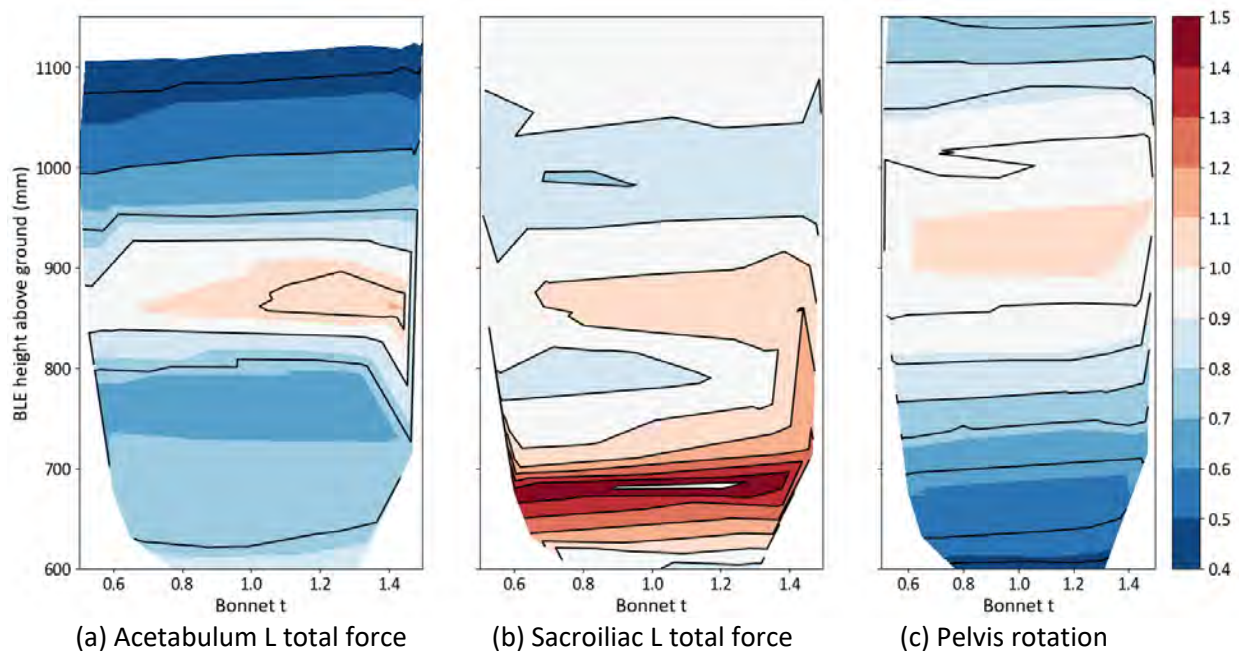 BLE height above ground (mm)
1100
1000
900
800
700
600
0.6 0.8 1.0 1.2 1.4
Bonnet t
(a) Acetabulum L total force
0.6 0.8 1.0 1.2 1.4
Bonnet t
(b) Sacroiliac L total force
0.6 0.8 1.0 1.2 1.4
Bonnet t
(c) Pelvis rotation
1.5
1.4
1.3
1.2
1.1
1.0
0.9
0.8
0.7
0.6
0.5
0.4